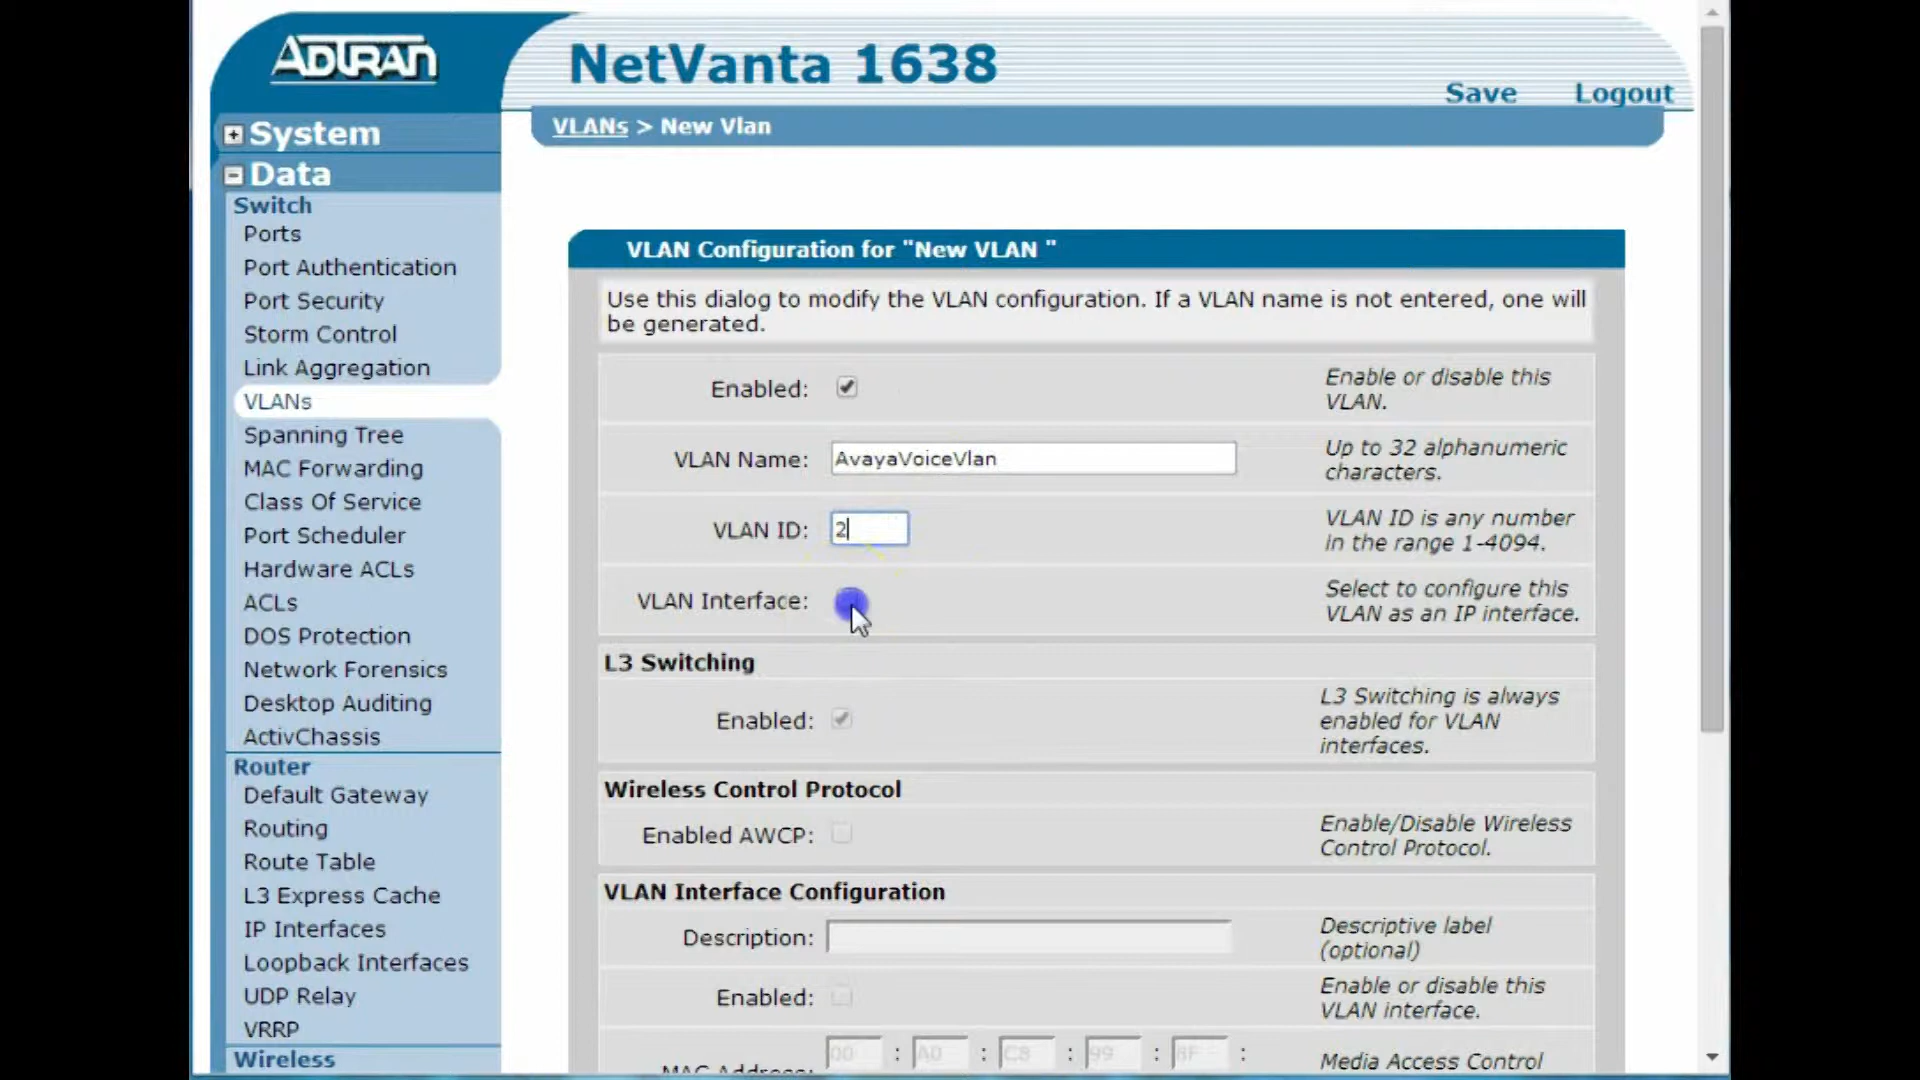 ADTRAN
NetVanta 1638
Save
Logout
VLANs > New Vlan
System
Data
Switch
Ports
Port Authentication
Port Security
Storm Control
Link Aggregation
VLANs
Spanning Tree
MAC Forwarding
Class Of Service
Port Scheduler
Hardware ACLs
ACLs
DOS Protection
Network Forensics
Desktop Auditing
ActivChassis
Router
Default Gateway
Routing
Route Table
L3 Express Cache
IP Interfaces
Loopback Interfaces
UDP Relay
VRRP
Wireless
VLAN Configuration for "New VLAN "
Use this dialog to modify the VLAN configuration. If a VLAN name is not entered, one will
be generated.
Enabled:
Enable or disable this
VLAN.
VLAN Name: AvayaVoiceVlan
Up to 32 alphanumeric
characters.
VLAN ID: 2
VLAN ID is any number
in the range 1-4094.
VLAN Interface:
Select to configure this
VLAN as an IP interface.
L3 Switching
Enabled:
L3 Switching is always
enabled for VLAN
interfaces.
Wireless Control Protocol
Enabled AWCP:
Enable/Disable Wireless
Control Protocol.
VLAN Interface Configuration
Description:
Descriptive label
(optional)
Enabled:
Enable or disable this
VLAN interface.
MAC Address: 00 : A0 : C8 : 99 : 8F :
Media Access Control